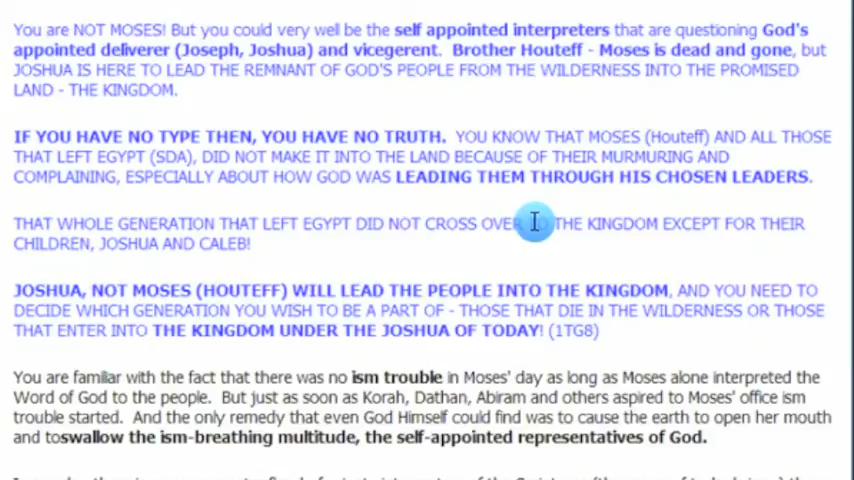 You are NOT MOSES! But you could very well be the self appointed interpreters that are questioning God's
appointed deliverer (Joseph, Joshua) and vicegerent. Brother Houteff - Moses is dead and gone, but
JOSHUA IS HERE TO LEAD THE REMNANT OF GOD'S PEOPLE FROM THE WILDERNESS INTO THE PROMISED
LAND - THE KINGDOM.
IF YOU HAVE NO TYPE THEN, YOU HAVE NO TRUTH. YOU KNOW THAT MOSES (Houteff) AND ALL THOSE
THAT LEFT EGYPT (SDA), DID NOT MAKE IT INTO THE LAND BECAUSE OF THEIR MURMURING AND
COMPLAINING, ESPECIALLY ABOUT HOW GOD WAS LEADING THEM THROUGH HIS CHOSEN LEADERS.
THAT WHOLE GENERATION THAT LEFT EGYPT DID NOT CROSS OVER THE KINGDOM EXCEPT FOR THEIR
CHILDREN, JOSHUA AND CALEB!
JOSHUA, NOT MOSES (HOUTEFF) WILL LEAD THE PEOPLE INTO THE KINGDOM, AND YOU NEED TO
DECIDE WHICH GENERATION YOU WISH TO BE A PART OF - THOSE THAT DIE IN THE WILDERNESS OR THOSE
THAT ENTER INTO THE KINGDOM UNDER THE JOSHUA OF TODAY! (1TG8)
You are familiar with the fact that there was no ism trouble in Moses' day as long as Moses alone interpreted the
Word of God to the people. But just as soon as Korah, Dathan, Abiram and others aspired to Moses' office ism
trouble started. And the only remedy that even God Himself could find was to cause the earth to open her mouth
and toswallow the ism-breathing multitude, the self-appointed representatives of God.